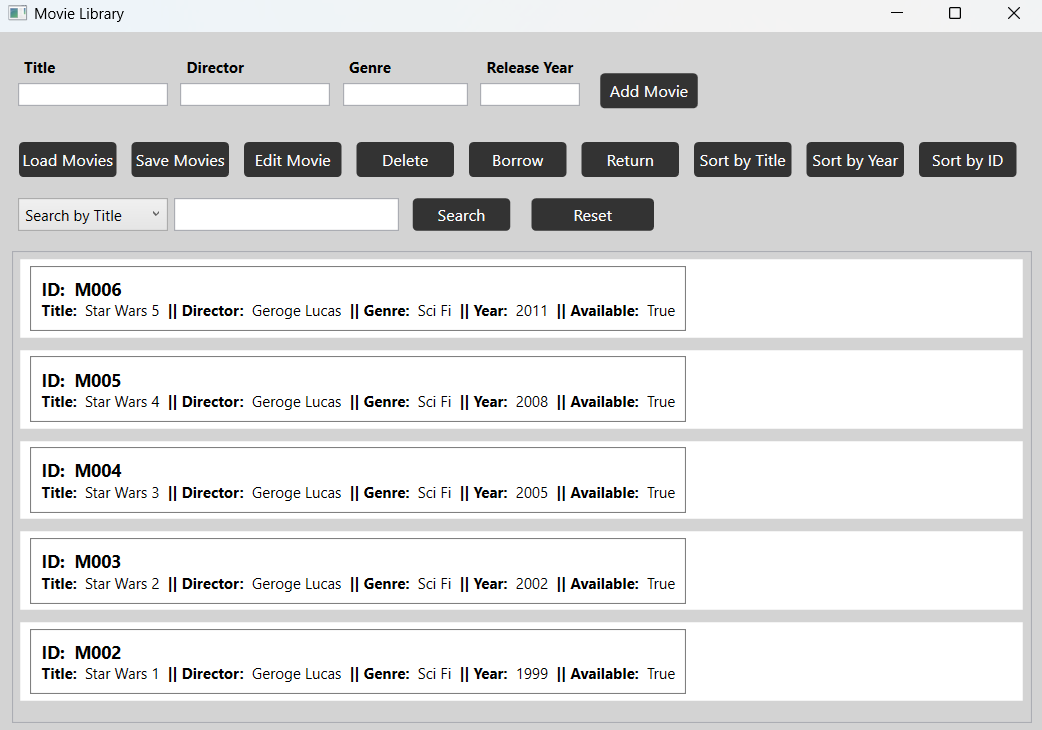 Movie Library
Title Director Genre Release Year
Add Movie
Load Movies Save Movies Edit Movie Delete Borrow Return Sort by Title Sort by Year Sort by ID
Search by Title Search Reset
ID: M006
Title: Star Wars 5 || Director: Geroge Lucas || Genre: Sci Fi || Year: 2011 || Available: True
ID: M005
Title: Star Wars 4 || Director: Geroge Lucas || Genre: Sci Fi || Year: 2008 || Available: True
ID: M004
Title: Star Wars 3 || Director: Geroge Lucas || Genre: Sci Fi || Year: 2005 || Available: True
ID: M003
Title: Star Wars 2 || Director: Geroge Lucas || Genre: Sci Fi || Year: 2002 || Available: True
ID: M002
Title: Star Wars 1 || Director: Geroge Lucas || Genre: Sci Fi || Year: 1999 || Available: True